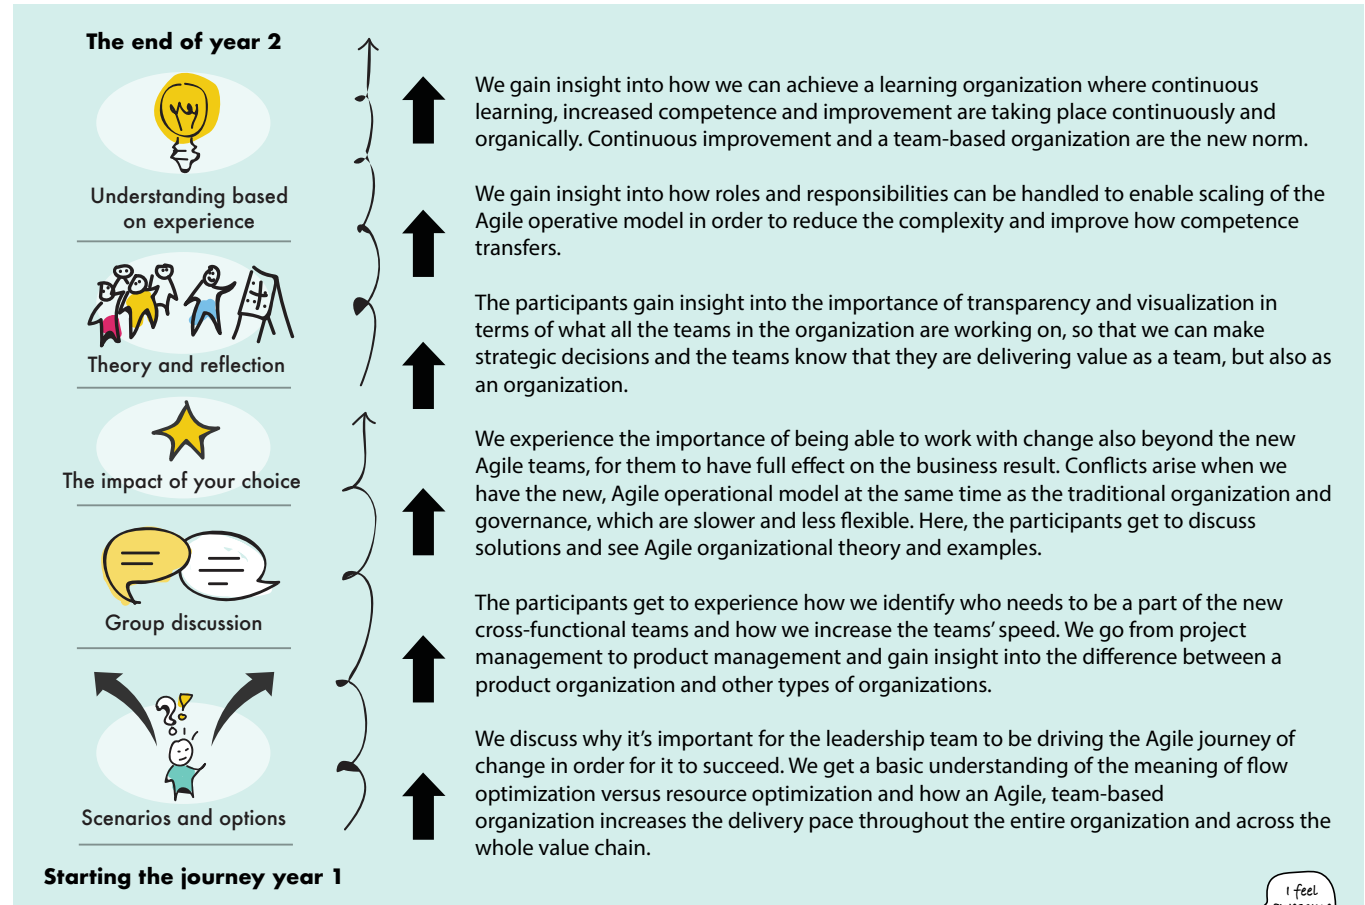 The end of year 2
Understanding based
on experience
Theory and reflection
The impact of your choice
Group discussion
Scenarios and options
Starting the journey year 1
We gain insight into how we can achieve a learning organization where continuous
learning, increased competence and improvement are taking place continuously and
organically. Continuous improvement and a team-based organization are the new norm.
We gain insight into how roles and responsibilities can be handled to enable scaling of the
Agile operative model in order to reduce the complexity and improve how competence
transfers.
The participants gain insight into the importance of transparency and visualization in
terms of what all the teams in the organization are working on, so that we can make
strategic decisions and the teams know that they are delivering value as a team, but also as
an organization.
We experience the importance of being able to work with change also beyond the new
Agile teams, for them to have full effect on the business result. Conflicts arise when we
have the new, Agile operational model at the same time as the traditional organization and
governance, which are slower and less flexible. Here, the participants get to discuss
solutions and see Agile organizational theory and examples.
The participants get to experience how we identify who needs to be a part of the new
cross-functional teams and how we increase the teams' speed. We go from project
management to product management and gain insight into the difference between a
product organization and other types of organizations.
We discuss why it's important for the leadership team to be driving the Agile journey of
change in order for it to succeed. We get a basic understanding of the meaning of flow
optimization versus resource optimization and how an Agile, team-based
organization increases the delivery pace throughout the entire organization and across the
whole value chain.
I feel